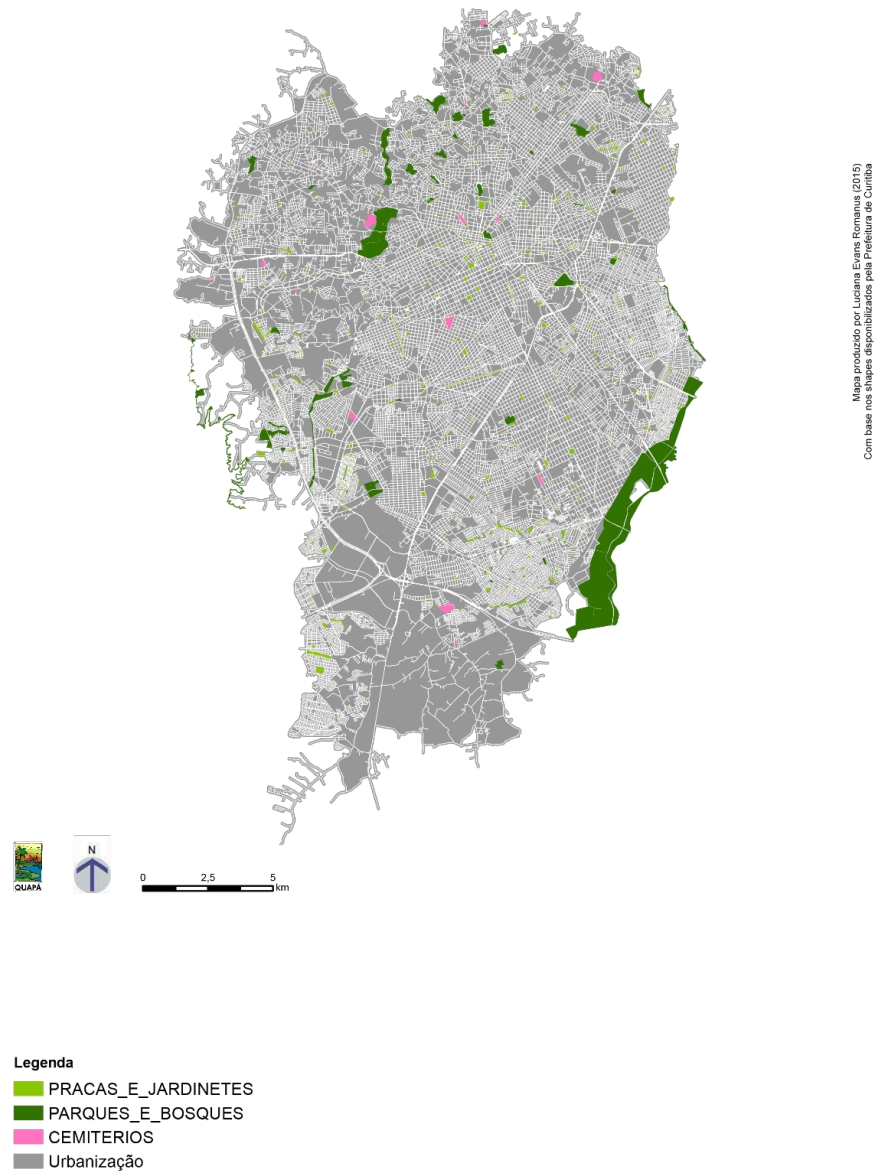 Mapa produzido por Luciana Evans Romanus (2015)
Com base nos shapes disponibilizados pela Prefeitura de Curitiba
QUAPÁ
N
0 2,5 5
km
Legenda
PRACAS_E_JARDINETES
PARQUES_E_BOSQUES
CEMITERIOS
Urbanização